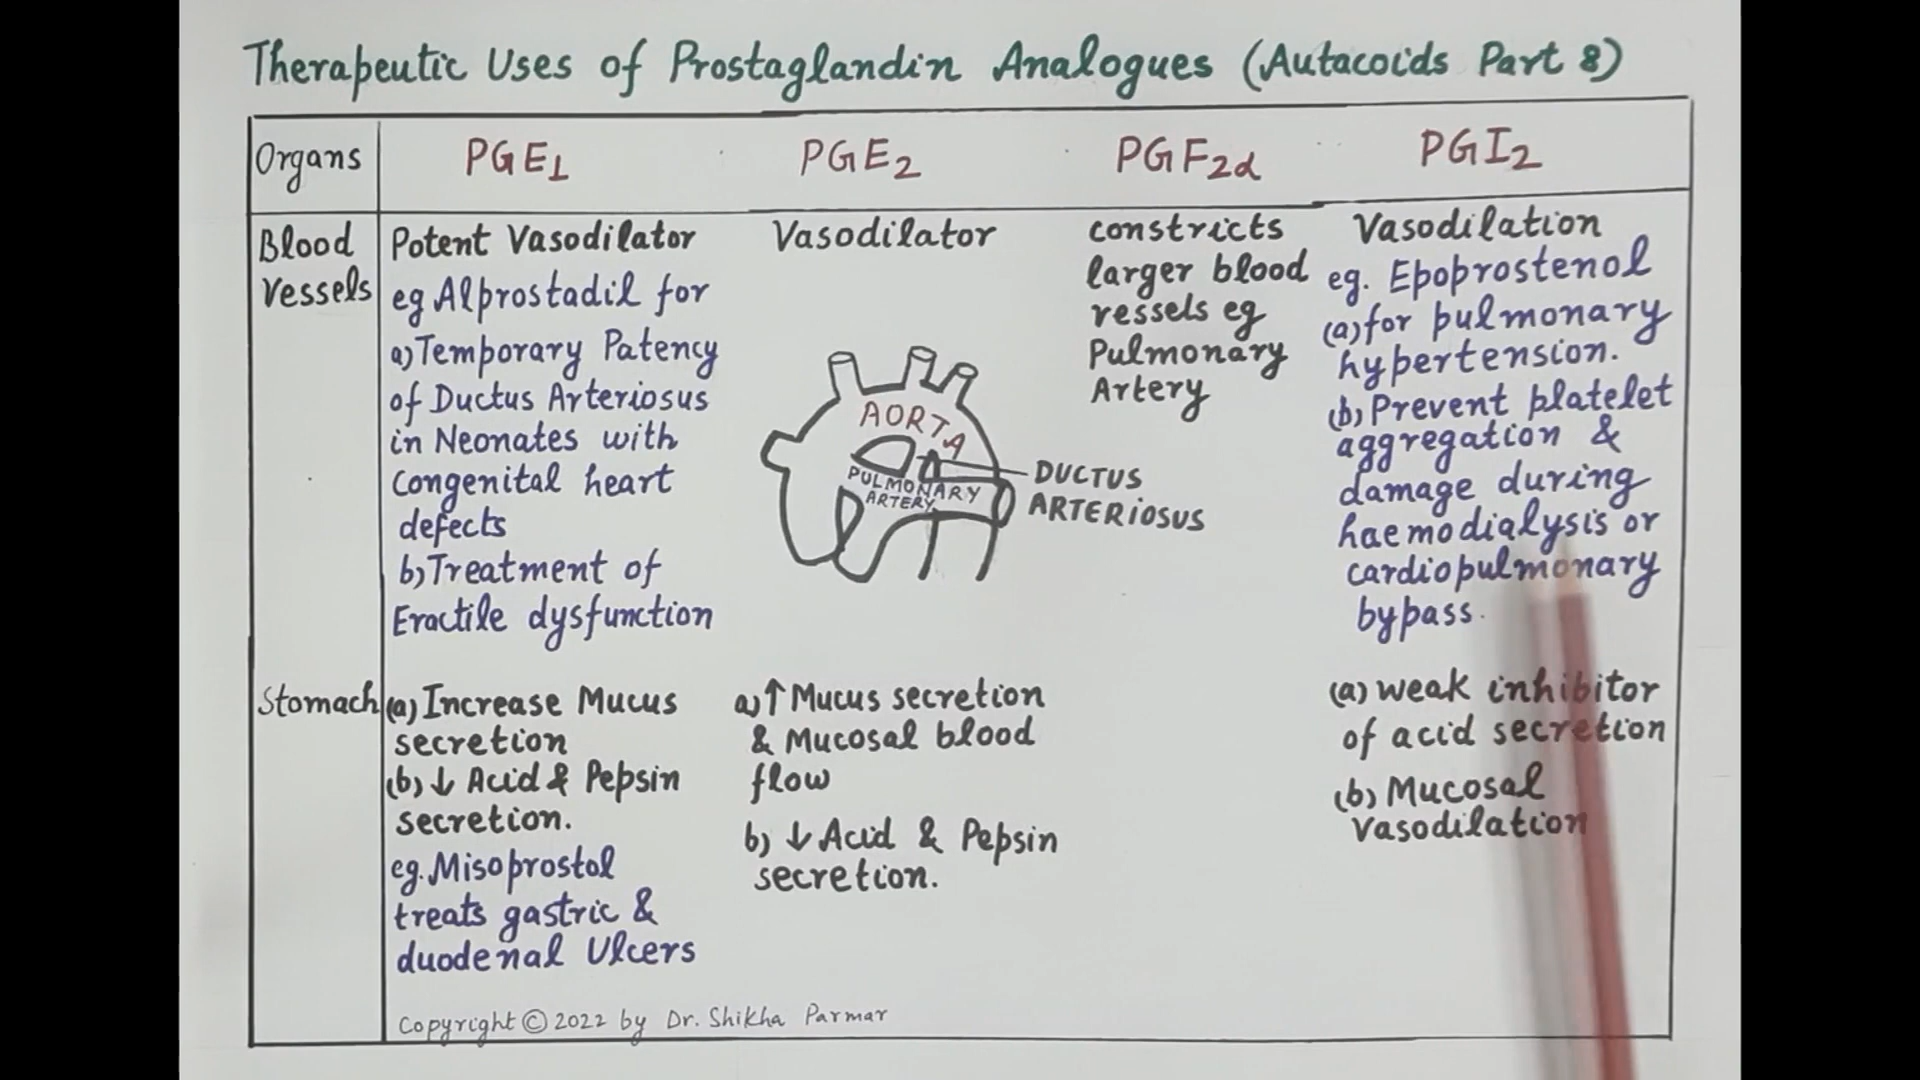 Therapeutic Uses of Prostaglandin Analogues (Autacoids Part 8)
Organs
PGE1
PGE2
PGF2α
PGI2
Blood
Vessels
Potent Vasodilator
eg Alprostadil for
a) Temporary Patency
of Ductus Arteriosus
in Neonates with
Congenital heart
defects
b) Treatment of
Eractile dysfunction
Vasodilator
AORTA
PULMONARY
ARTERY
DUCTUS
ARTERIOSUS
constricts
larger blood
vessels eg
Pulmonary
Artery
Vasodilation
eg. Epoprostenol
(a) for pulmonary
hypertension.
(b) Prevent platelet
aggregation &
damage during
haemodialysis or
cardiopulmonary
bypass.
Stomach
(a) Increase Mucus
secretion
(b) ↓ Acid & Pepsin
secretion.
eg. Misoprostol
treats gastric &
duodenal Ulcers
a) ↑ Mucus secretion
& Mucosal blood
flow
b) ↓ Acid & Pepsin
secretion.
(a) weak inhibitor
of acid secretion
(b) Mucosal
Vasodilation
Copyright © 2022 by Dr. Shikha Parmar